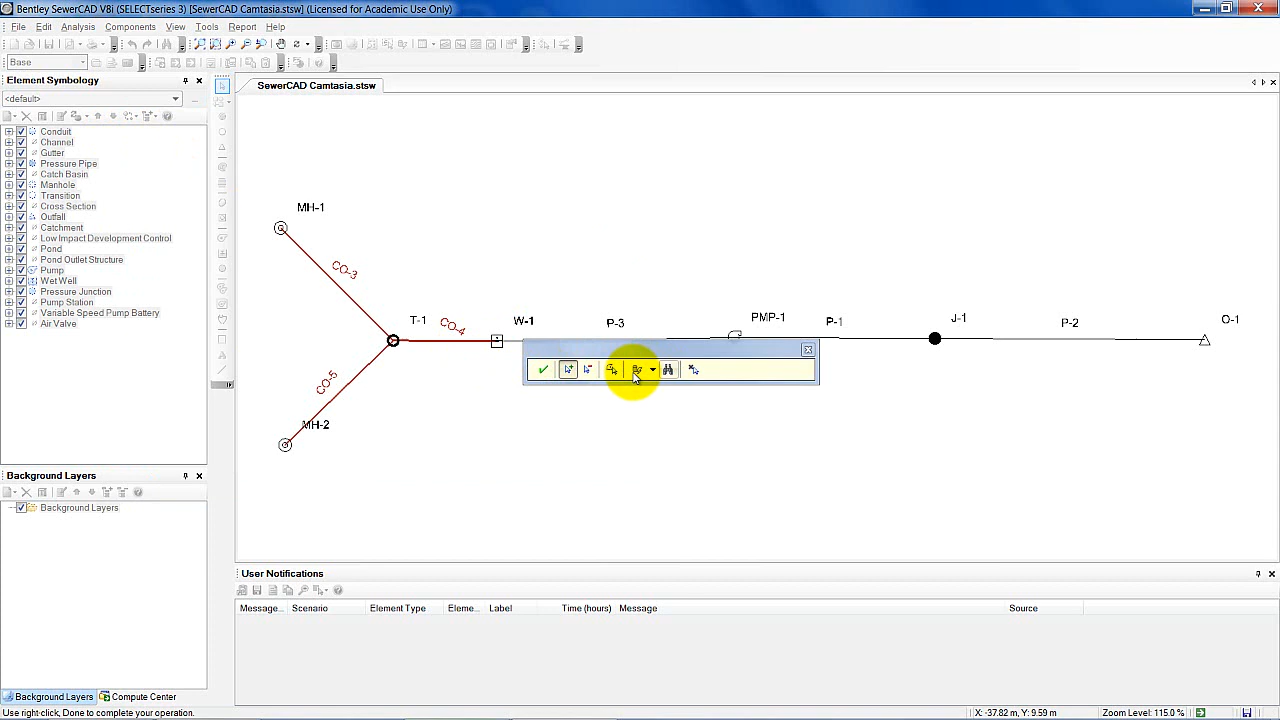 Bentley SewerCAD V8i (SELECTseries 3) [SewerCAD Camtasia.stsw] (Licensed for Academic Use Only)
File Edit Analysis Components View Tools Report Help
Base
Element Symbology
<default>
Conduit
Channel
Gutter
Pressure Pipe
Catch Basin
Manhole
Transition
Cross Section
Outfall
Catchment
Low Impact Development Control
Pond
Pond Outlet Structure
Pump
Wet Well
Pressure Junction
Pump Station
Variable Speed Pump Battery
Air Valve
Background Layers
Background Layers
Background Layers Compute Center
SewerCAD Camtasia.stsw
MH-1
CO-3
T-1
CO-4
W-1
P-3
PMP-1
P-1
J-1
P-2
O-1
CO-5
MH-2
User Notifications
Message... Scenario Element Type Eleme... Label Time (hours) Message Source
Use right:click, Done to complete your operation.
X: -37.82 m, Y: 9.59 m
Zoom Level: 115.0 %